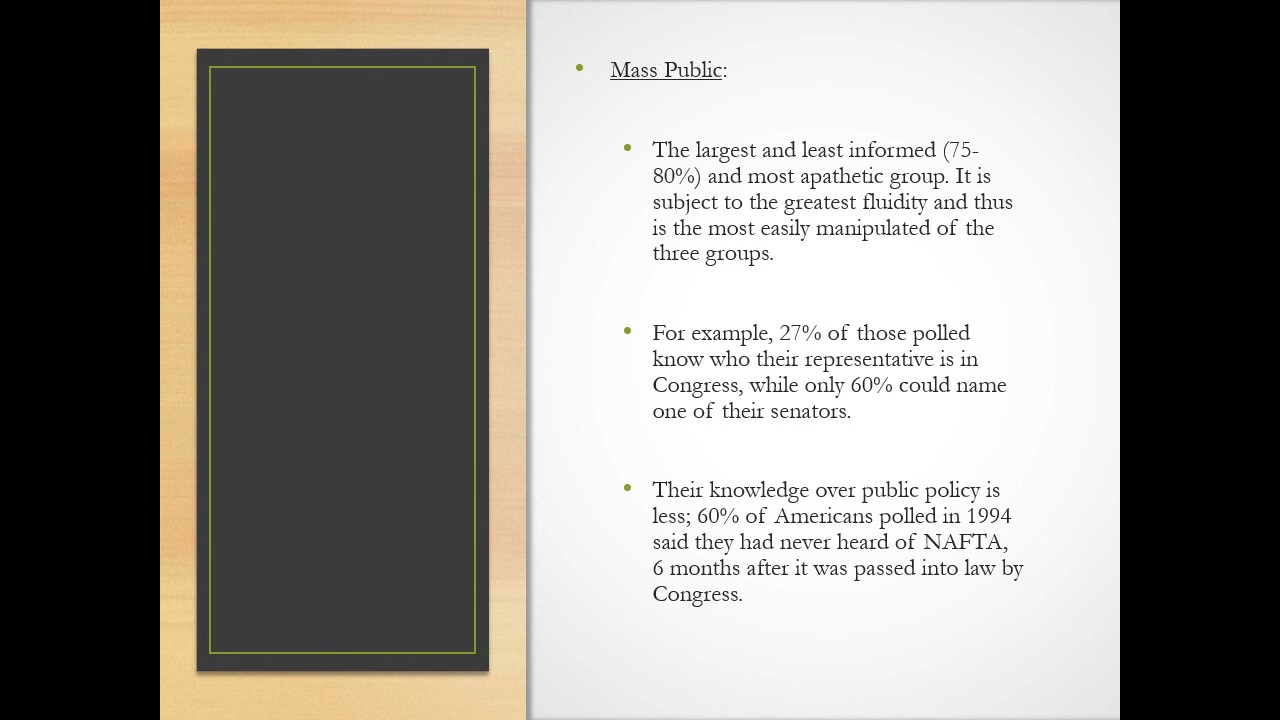 Mass Public:
The largest and least informed (75-
80%) and most apathetic group. It is
subject to the greatest fluidity and thus
is the most easily manipulated of the
three groups.
For example, 27% of those polled
know who their representative is in
Congress, while only 60% could name
one of their senators.
Their knowledge over public policy is
less; 60% of Americans polled in 1994
said they had never heard of NAFTA,
6 months after it was passed into law by
Congress.